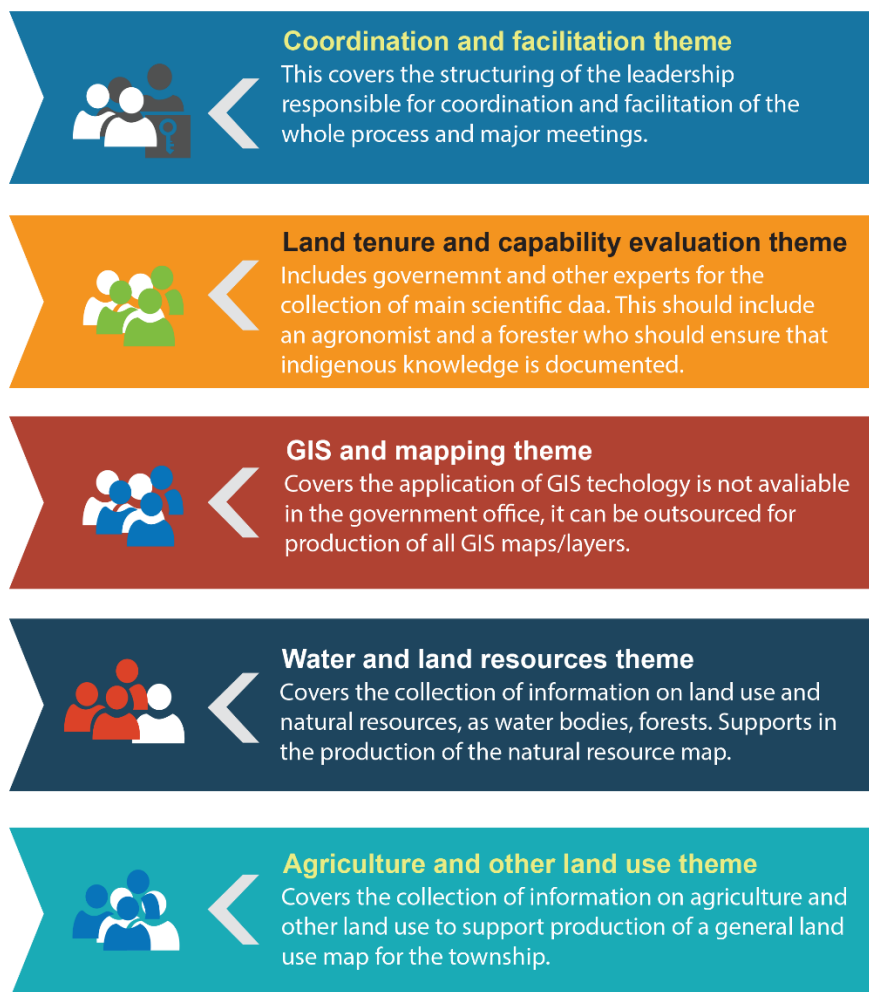 Coordination and facilitation theme
This covers the structuring of the leadership
responsible for coordination and facilitation of the
whole process and major meetings.
Land tenure and capability evaluation theme
Includes governemnt and other experts for the
collection of main scientific daa. This should include
an agronomist and a forester who should ensure that
indigenous knowledge is documented.
GIS and mapping theme
Covers the application of GIS techology is not avaliable
in the government office, it can be outsourced for
production of all GIS maps/layers.
Water and land resources theme
Covers the collection of information on land use and
natural resources, as water bodies, forests. Supports in
the production of the natural resource map.
Agriculture and other land use theme
Covers the collection of information on agriculture and
other land use to support production of a general land
use map for the township.